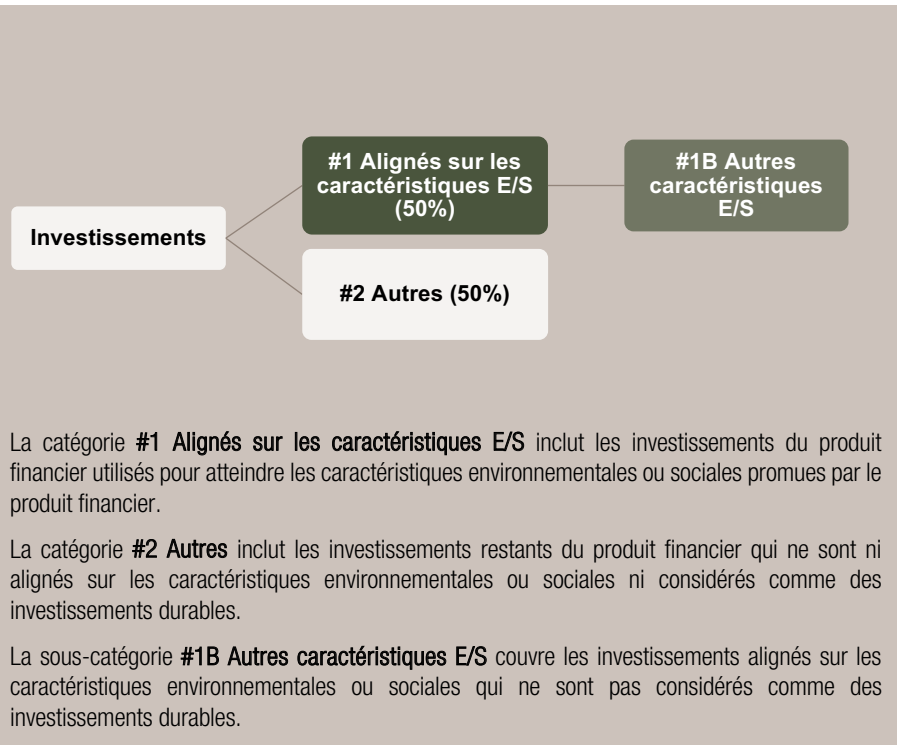 #1 Alignés sur les
caractéristiques E/S
(50%)
#1B Autres
caractéristiques
E/S
Investissements
#2 Autres (50%)
La catégorie #1 Alignés sur les caractéristiques E/S inclut les investissements du produit
financier utilisés pour atteindre les caractéristiques environnementales ou sociales promues par le
produit financier.
La catégorie #2 Autres inclut les investissements restants du produit financier qui ne sont ni
alignés sur les caractéristiques environnementales ou sociales ni considérés comme des
investissements durables.
La sous-catégorie #1B Autres caractéristiques E/S couvre les investissements alignés sur les
caractéristiques environnementales ou sociales qui ne sont pas considérés comme des
investissements durables.